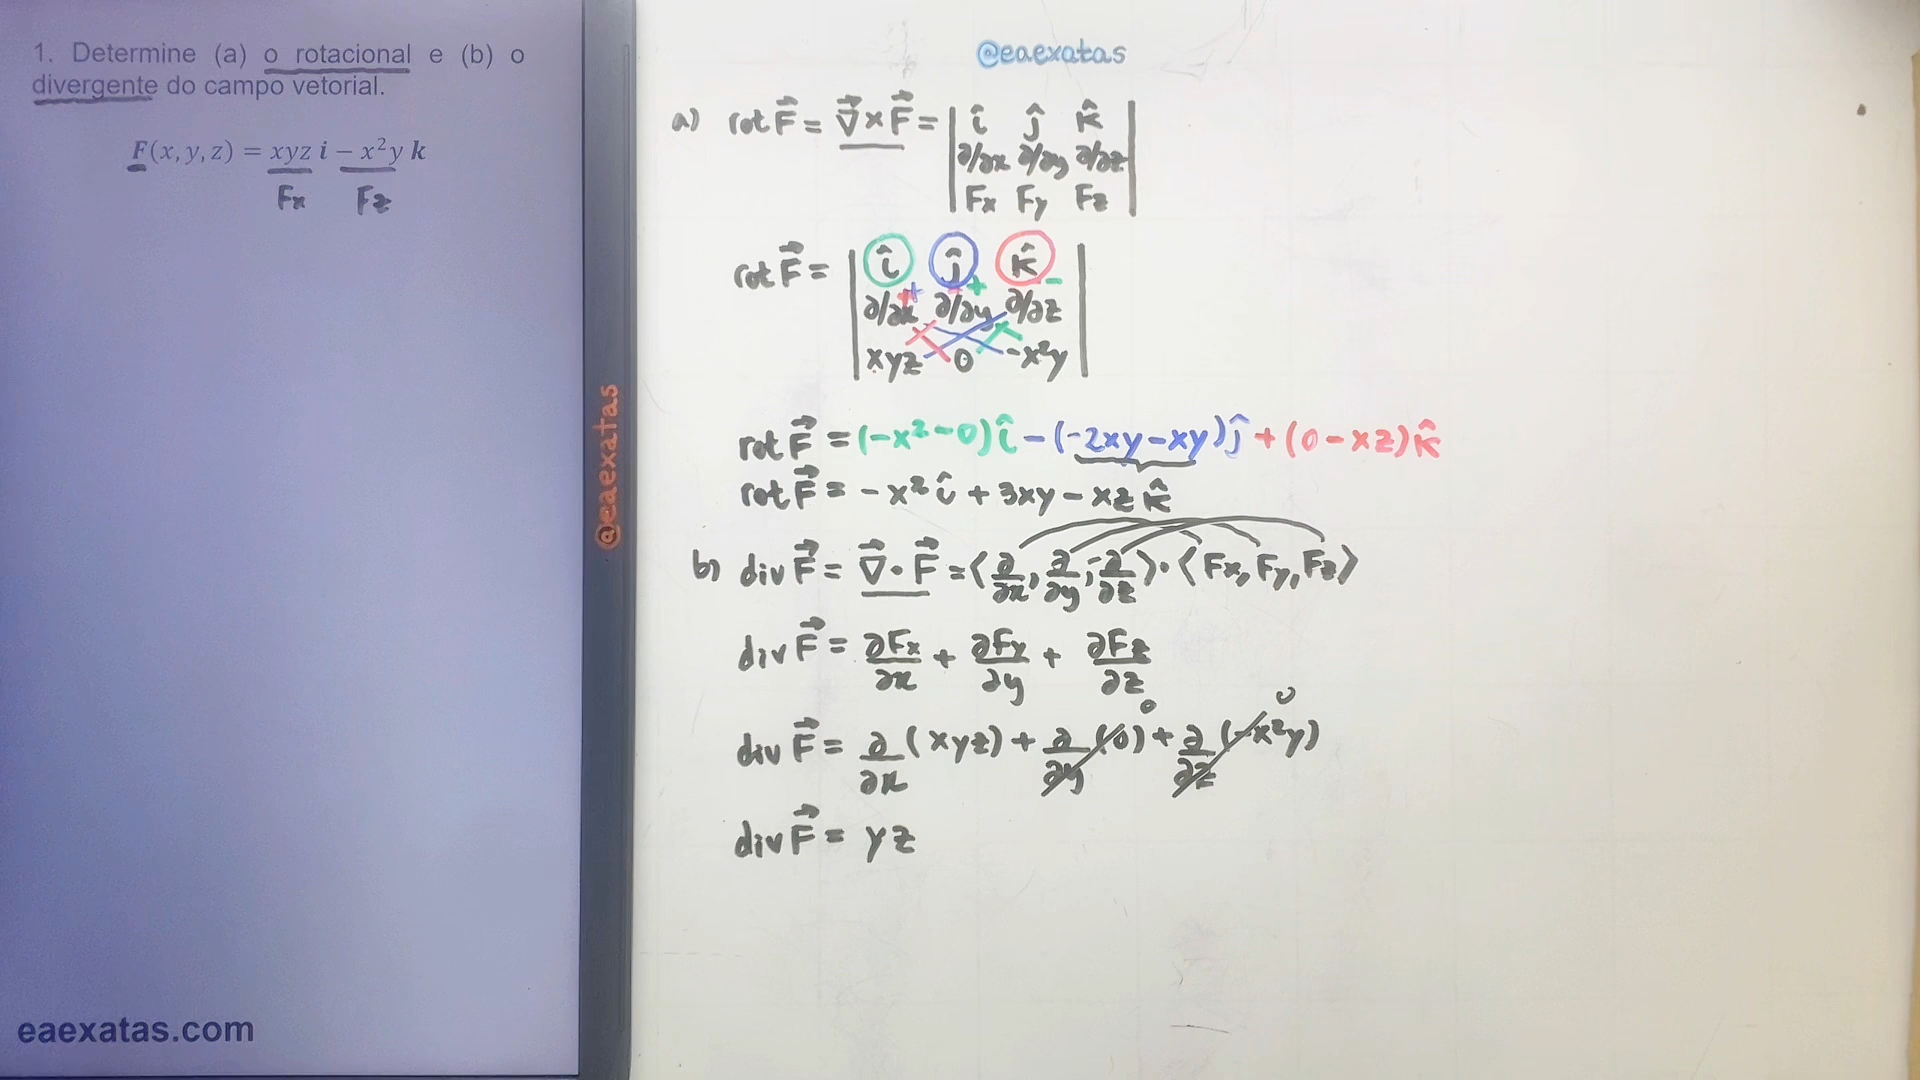 1. Determine (a) o rotacional e (b) o
divergente do campo vetorial.
F(x, y, z) = xyz i − x²y k
Fx Fz
eaexatas.com
@eaexatas
@eaexatas
a) rot F⃗ = ∇⃗ × F⃗ = | î ĵ k̂ |
| ∂/∂x ∂/∂y ∂/∂z |
| Fx Fy Fz |
rot F⃗ = | î ĵ k̂ |
+ + + + −
| ∂/∂x ∂/∂y ∂/∂z |
| xyz 0 −x²y |
rot F⃗ = (−x²−0)î − (−2xy−xy)ĵ + (0−xz)k̂
rot F⃗ = −x² î + 3xy − xz k̂
b) div F⃗ = ∇⃗ · F⃗ = ⟨∂/∂x, ∂/∂y, ∂/∂z⟩ · ⟨Fx, Fy, Fz⟩
div F⃗ = ∂Fx/∂x + ∂Fy/∂y + ∂Fz/∂z
0 0
div F⃗ = ∂/∂x (xyz) + ∂/∂y (0) + ∂/∂z (−x²y)
div F⃗ = yz